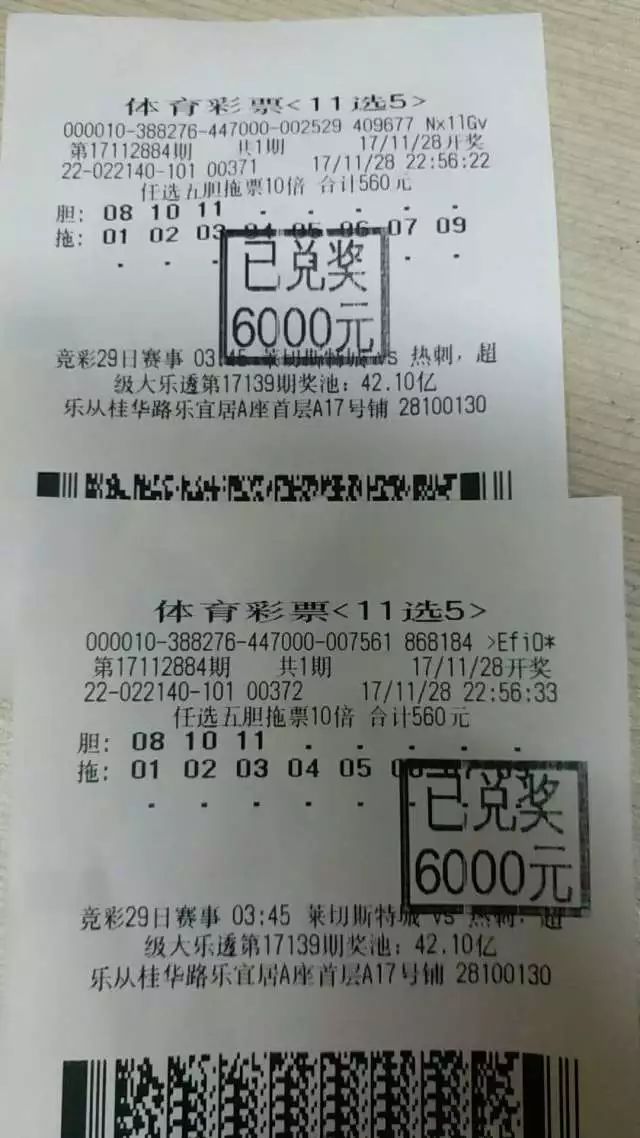 体育彩票<11选5>
000010-388276-447000-002529 409677 Nx11Gv
第17112884期 共1期 17/11/28开奖
22-022140-101 00371 17/11/28 22:56:22
任选五胆拖票10倍 合计560元
胆: 08 10 11 . . . . .
拖: 01 02 03 04 05 06 07 09
已兑奖
6000元
竞彩29日赛事 03:45 莱切斯特城 vs 热刺,超
级大乐透第17139期奖池: 42.10亿
乐从桂华路乐宜居A座首层A17号铺 28100130
体育彩票<11选5>
000010-388276-447000-007561 868184 >EfiO*
第17112884期 共1期 17/11/28开奖
22-022140-101 00372 17/11/28 22:56:33
任选五胆拖票10倍 合计560元
胆: 08 10 11 . . . . .
拖: 01 02 03 04 05
已兑奖
6000元
竞彩29日赛事 03:45 莱切斯特城 vs 热刺,超
级大乐透第17139期奖池: 42.10亿
乐从桂华路乐宜居A座首层A17号铺 28100130